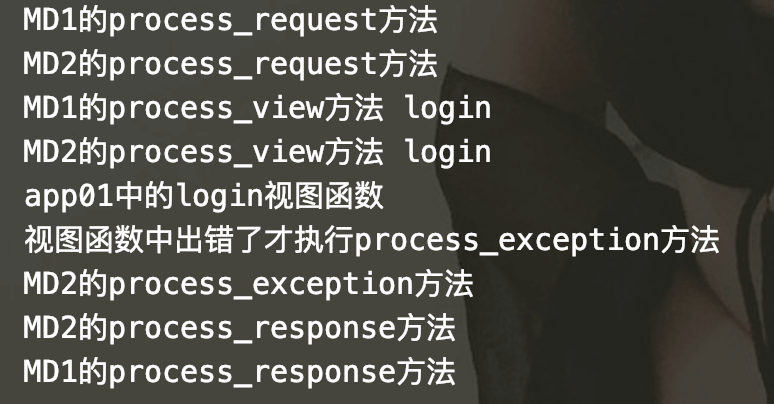 MD1的process_request方法
MD2的process_request方法
MD1的process_view方法 login
MD2的process_view方法 login
app01中的login视图函数
视图函数中出错了才执行process_exception方法
MD2的process_exception方法
MD2的process_response方法
MD1的process_response方法